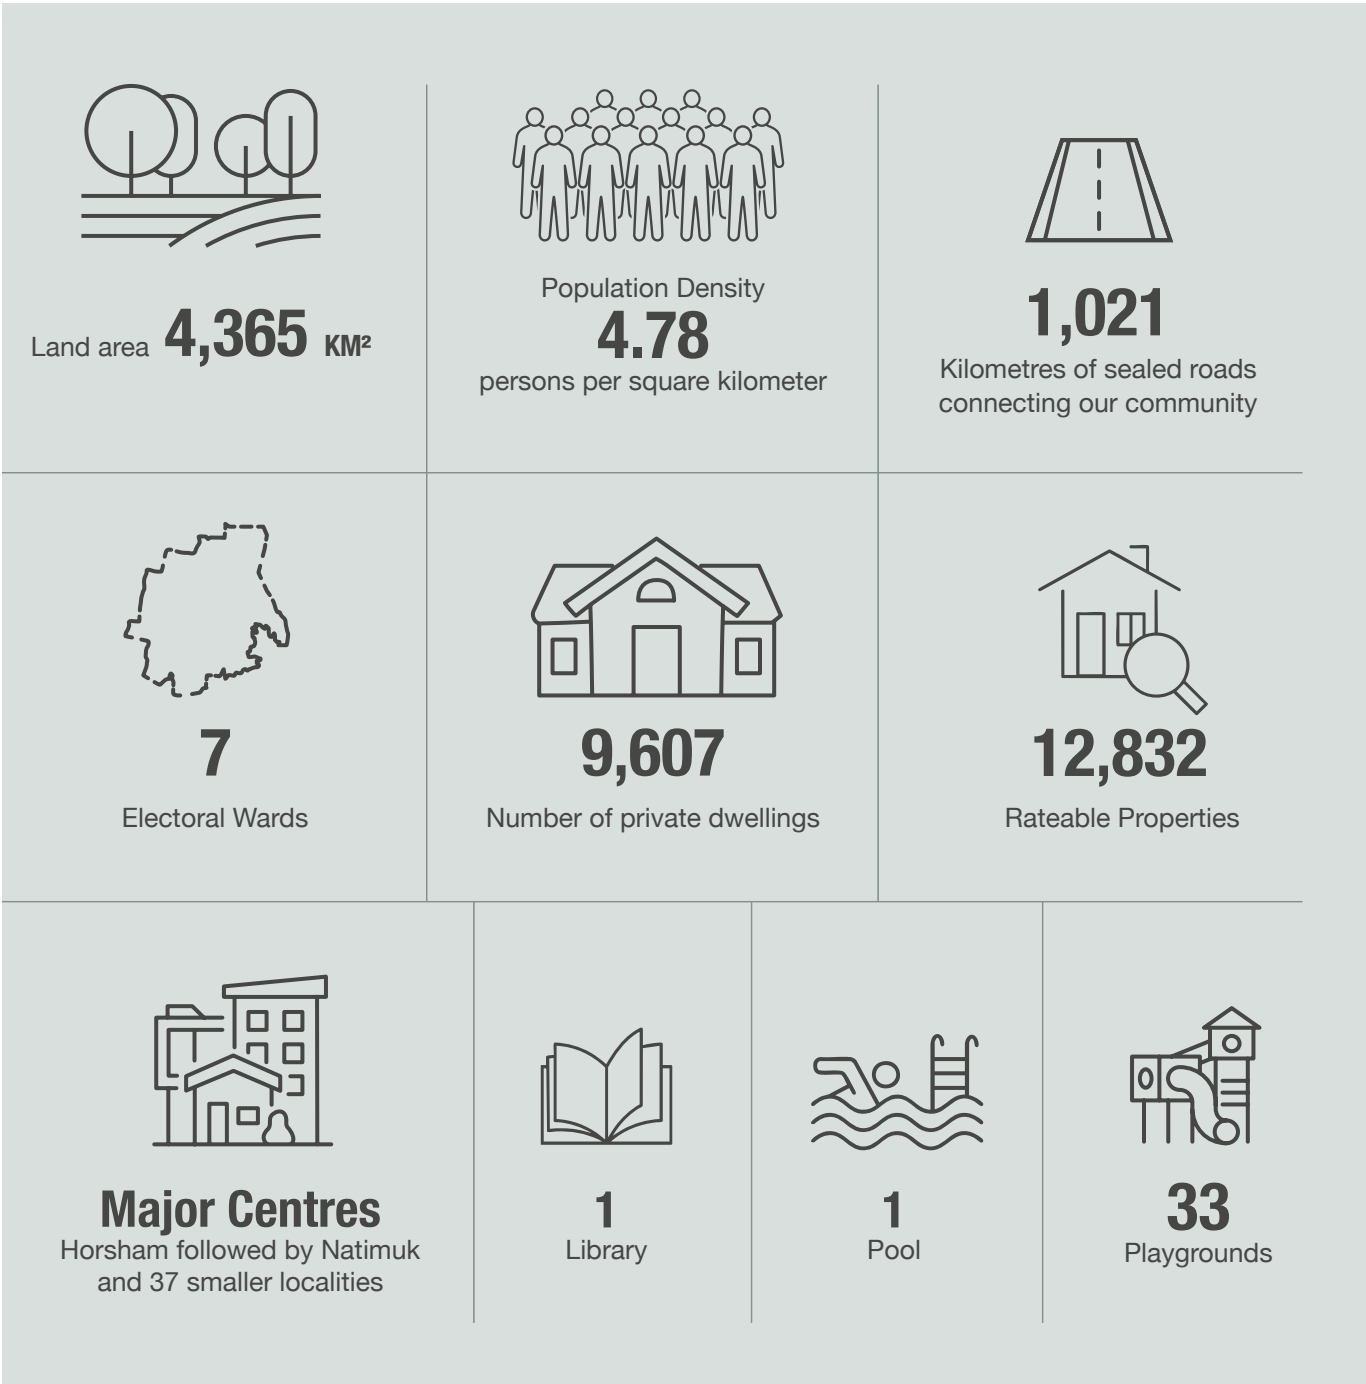 Land area 4,365 KM²
Population Density
4.78
persons per square kilometer
1,021
Kilometres of sealed roads
connecting our community
7
Electoral Wards
9,607
Number of private dwellings
12,832
Rateable Properties
Major Centres
Horsham followed by Natimuk
and 37 smaller localities
1
Library
1
Pool
33
Playgrounds